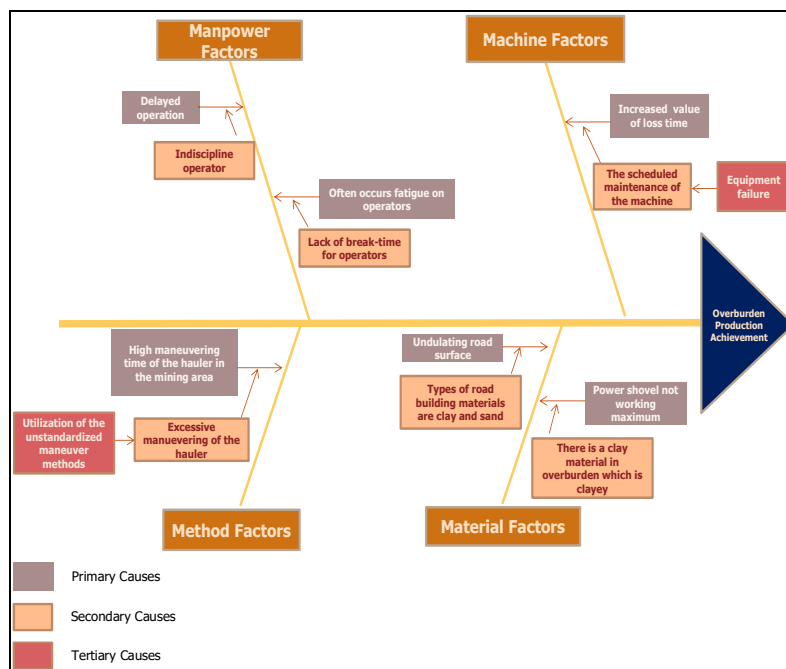 Manpower
Factors
Machine Factors
Delayed
operation
Increased value
of loss time
Indiscipline
operator
The scheduled
maintenance of
the machine
Equipment
failure
Often occurs fatigue on
operators
Lack of break-time
for operators
Overburden
Production
Achievement
High maneuvering
time of the hauler in
the mining area
Undulating road
surface
Types of road
building materials
are clay and sand
Power shovel not
working
maximum
Utilization of the
unstandardized
maneuver
methods
Excessive
manuevering of the
hauler
There is a clay
material in
overburden which is
clayey
Method Factors
Material Factors
Primary Causes
Secondary Causes
Tertiary Causes